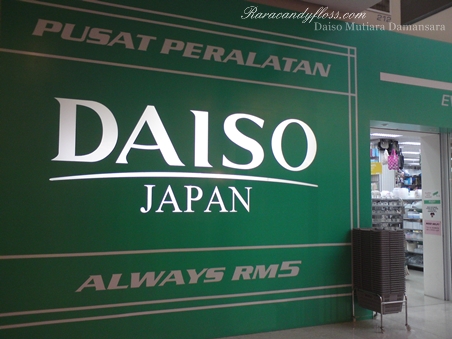 Raracandyfloss.com
Daiso Mutiara Damansara
PUSAT PERALATAN
DAISO
JAPAN
ALWAYS RM5